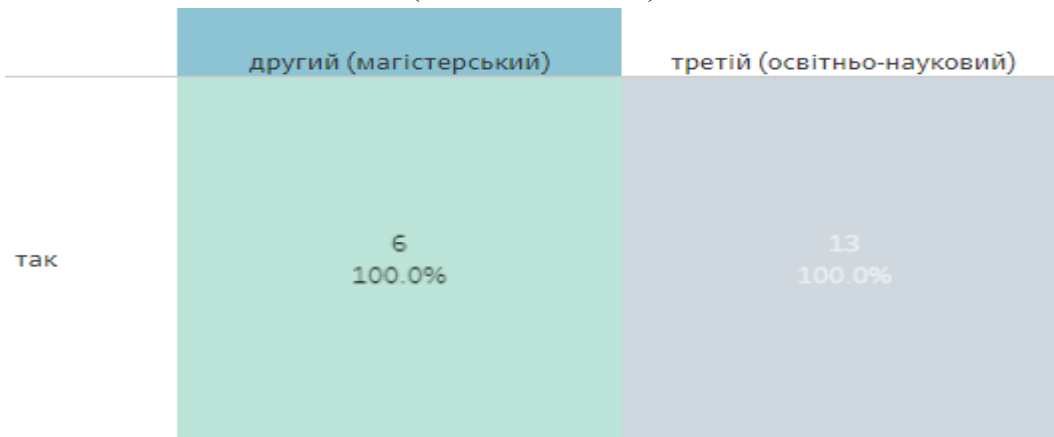 другий (магістерський) третій (освітньо-науковий)
так
6 13
100.0% 100.0%